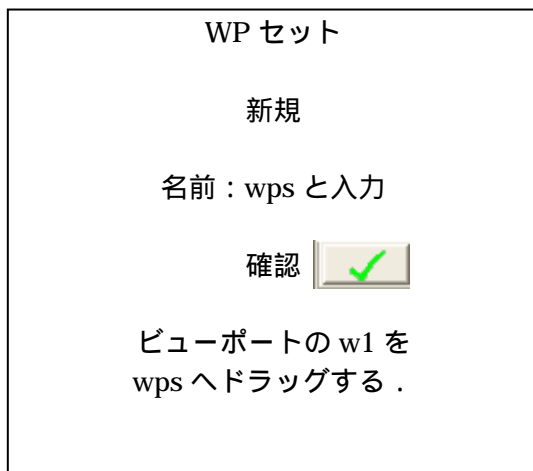 WP セット
新規
名前：wps と入力
確認
ビューポートの w1 を
wps へドラッグする．